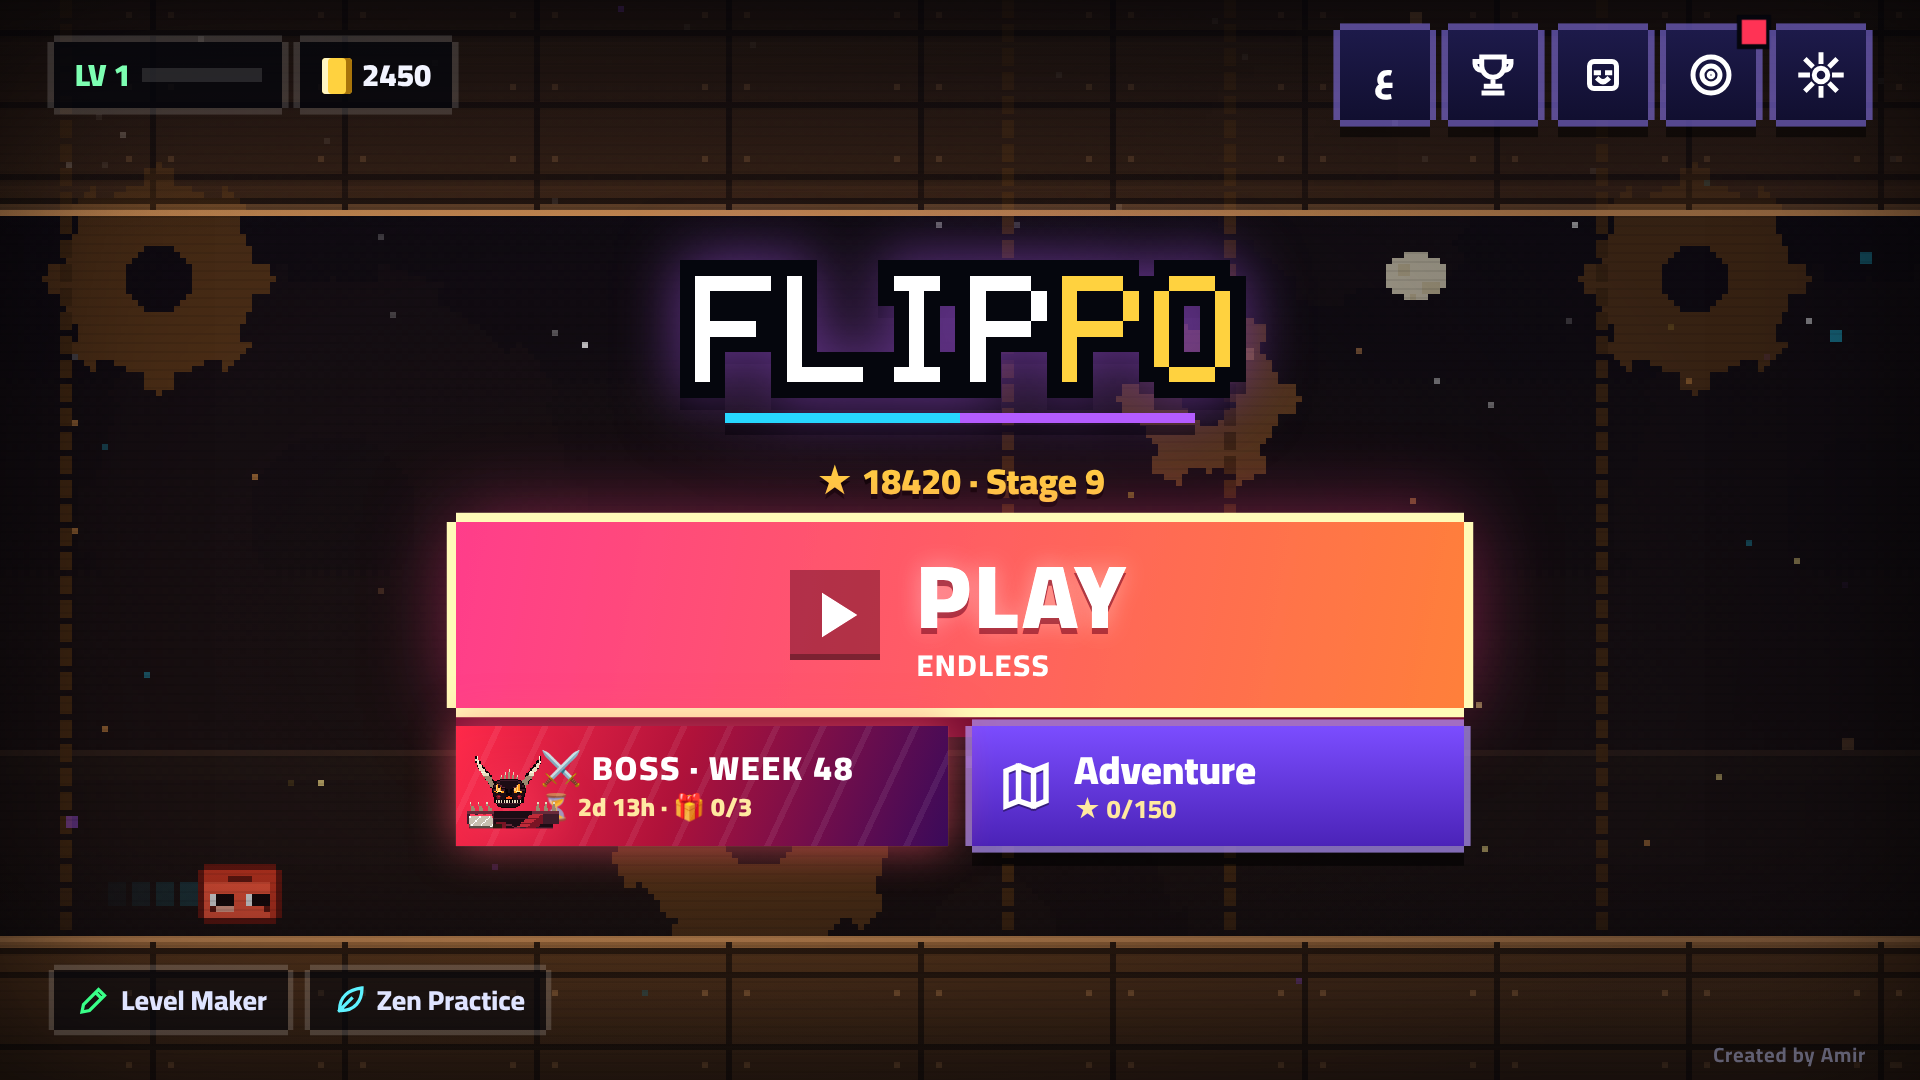 LV 1
2450
ع
FLIPPO
★ 18420 · Stage 9
PLAY
ENDLESS
⚔️ BOSS · WEEK 48
⏳ 2d 13h · 🎁 0/3
Adventure
★ 0/150
Level Maker
Zen Practice
Created by Amir